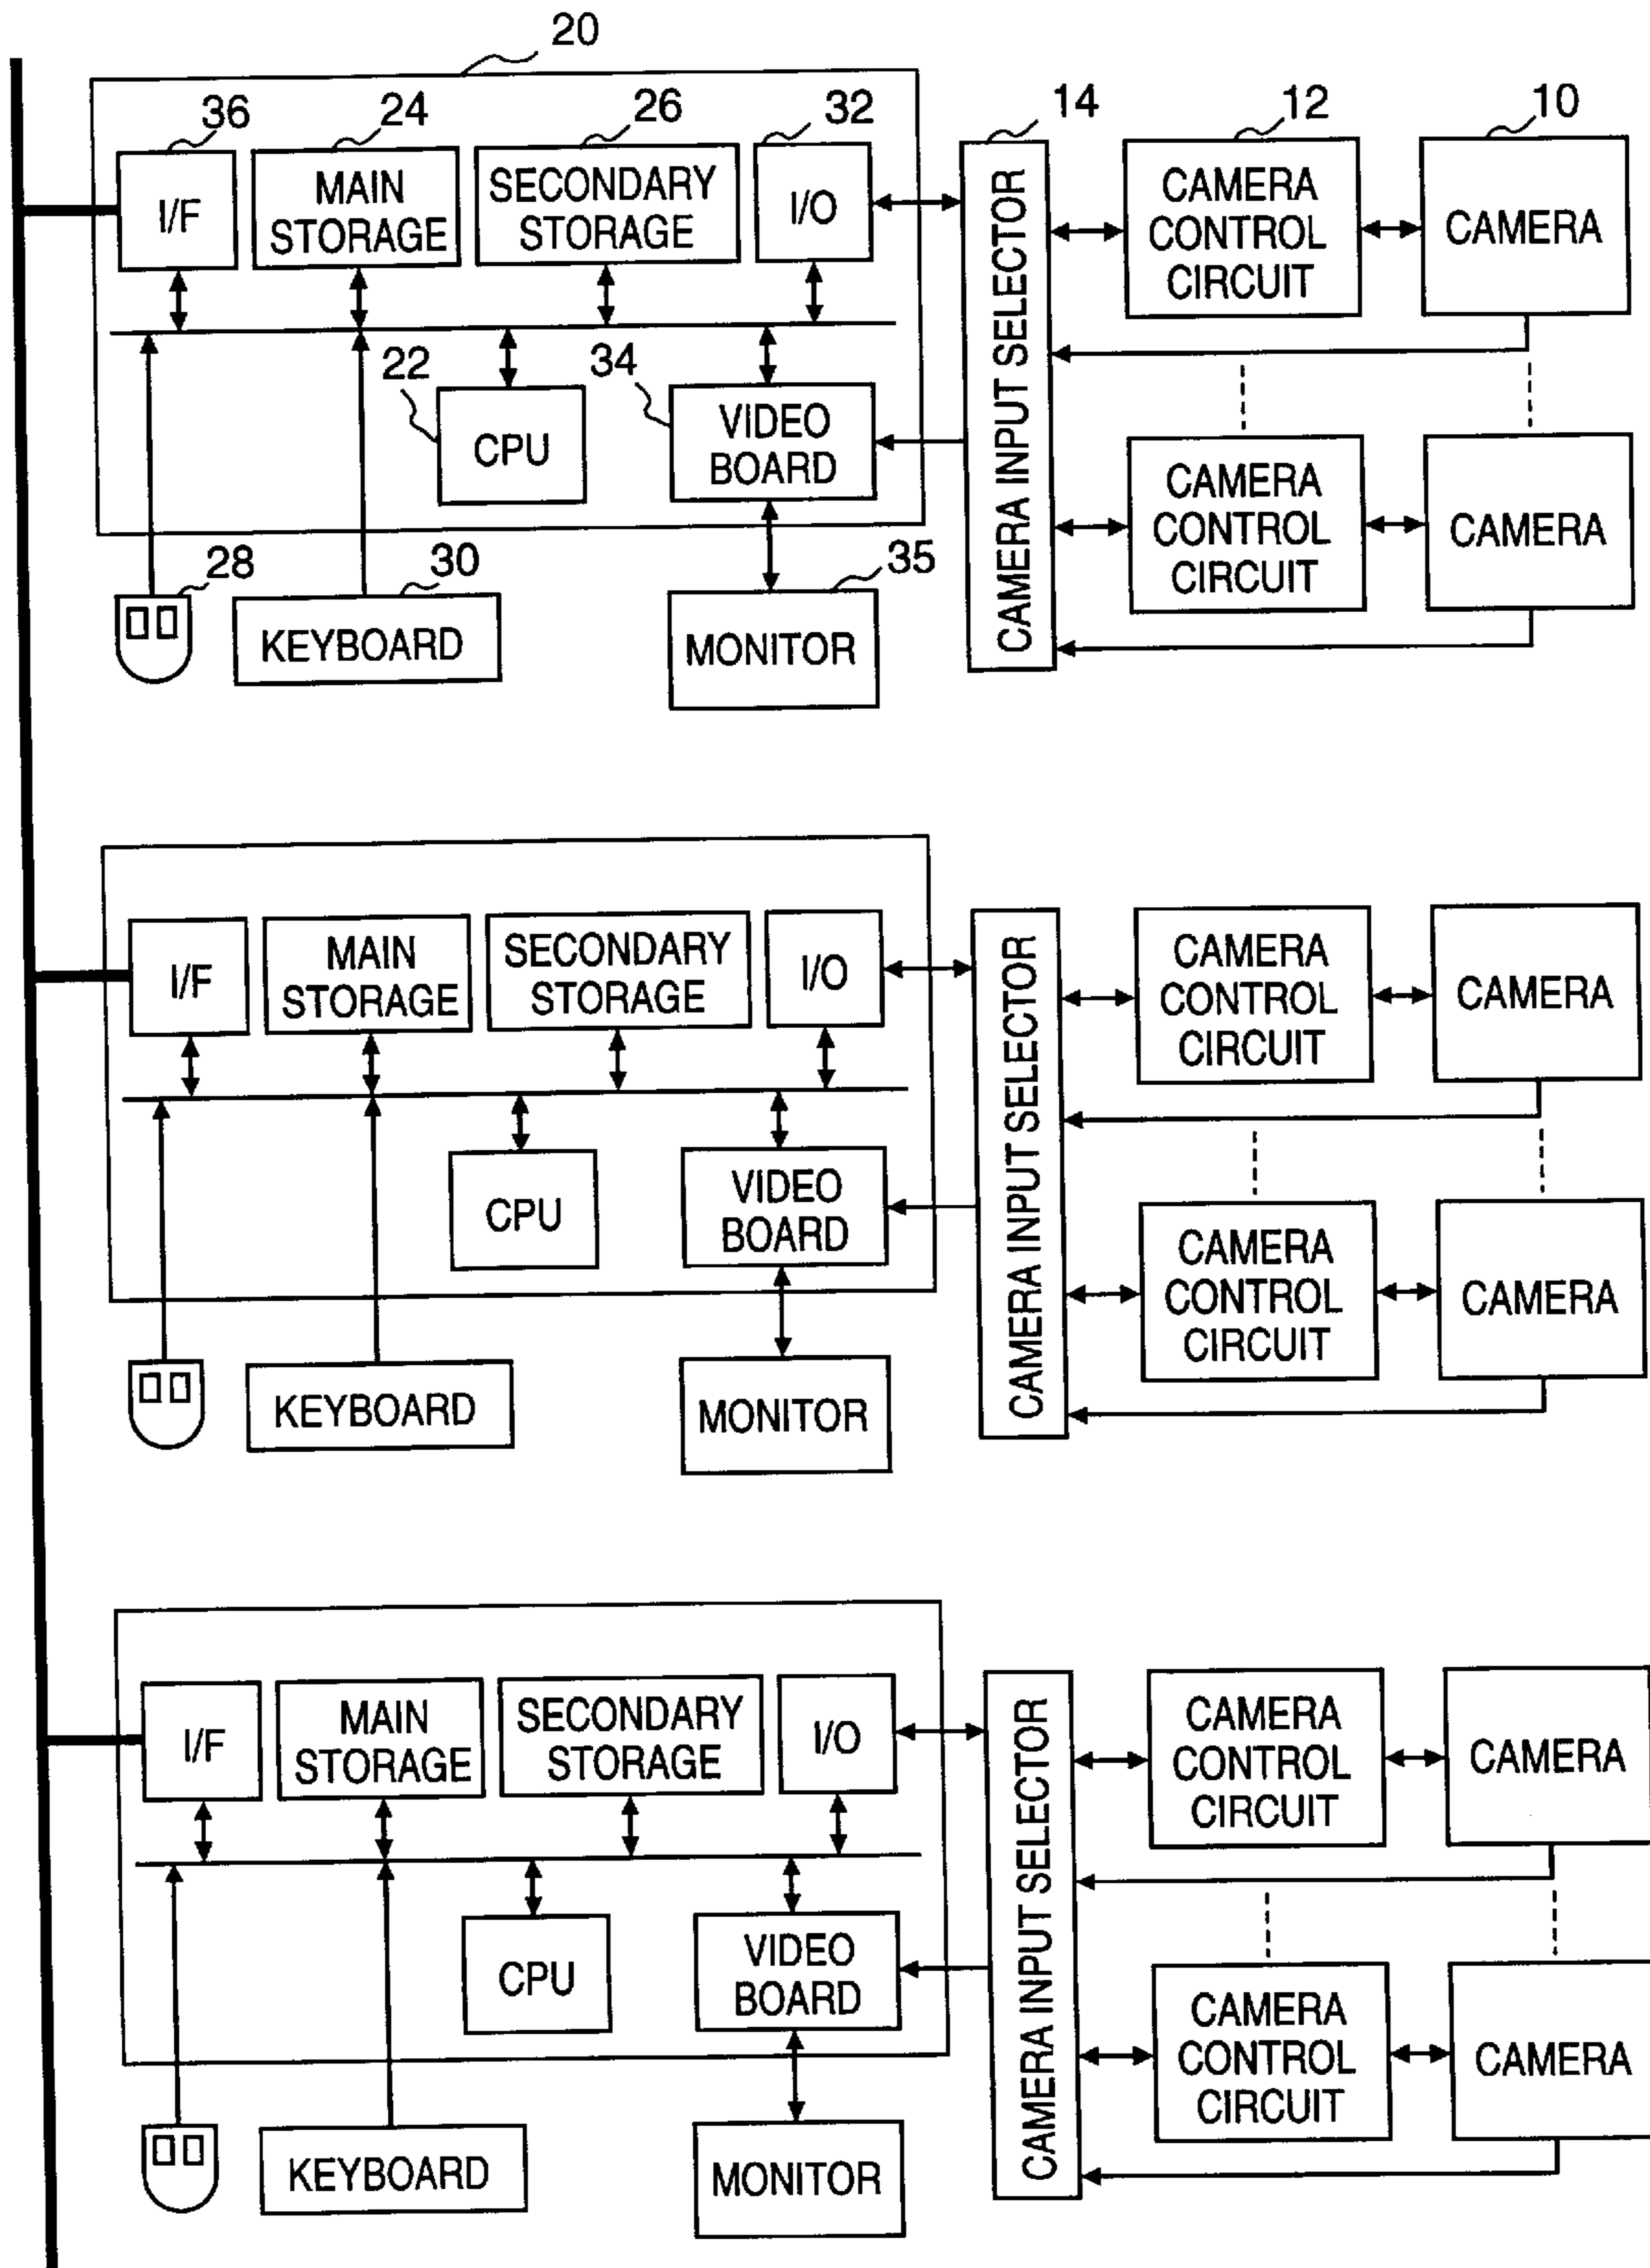 20
36
24
26
32
14
12
10
I/F
MAIN
STORAGE
SECONDARY
STORAGE
I/O
CAMERA INPUT SELECTOR
CAMERA
CONTROL
CIRCUIT
CAMERA
22
CPU
34
VIDEO
BOARD
CAMERA
CONTROL
CIRCUIT
CAMERA
28
30
KEYBOARD
35
MONITOR
I/F
MAIN
STORAGE
SECONDARY
STORAGE
I/O
CAMERA INPUT SELECTOR
CAMERA
CONTROL
CIRCUIT
CAMERA
CPU
VIDEO
BOARD
CAMERA
CONTROL
CIRCUIT
CAMERA
KEYBOARD
MONITOR
I/F
MAIN
STORAGE
SECONDARY
STORAGE
I/O
CAMERA INPUT SELECTOR
CAMERA
CONTROL
CIRCUIT
CAMERA
CPU
VIDEO
BOARD
CAMERA
CONTROL
CIRCUIT
CAMERA
KEYBOARD
MONITOR